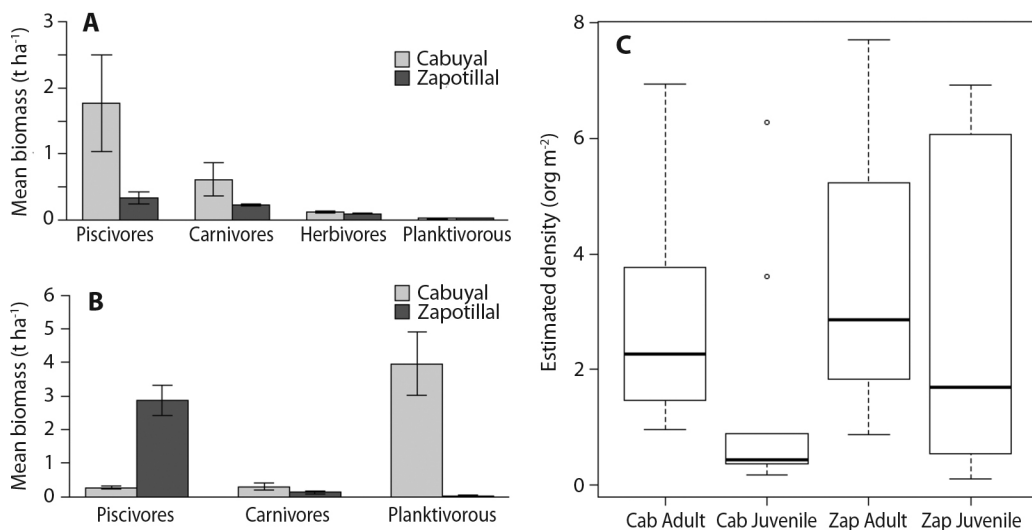 A
Mean biomass (t ha⁻¹)
3
2
1
0
Cabuyal
Zapotillal
Piscivores Carnivores Herbivores Planktivorous
B
Mean biomass (t ha⁻¹)
6
5
4
3
2
1
0
Cabuyal
Zapotillal
Piscivores Carnivores Planktivorous
C
Estimated density (org m⁻²)
8
6
4
2
0
Cab Adult Cab Juvenile Zap Adult Zap Juvenile